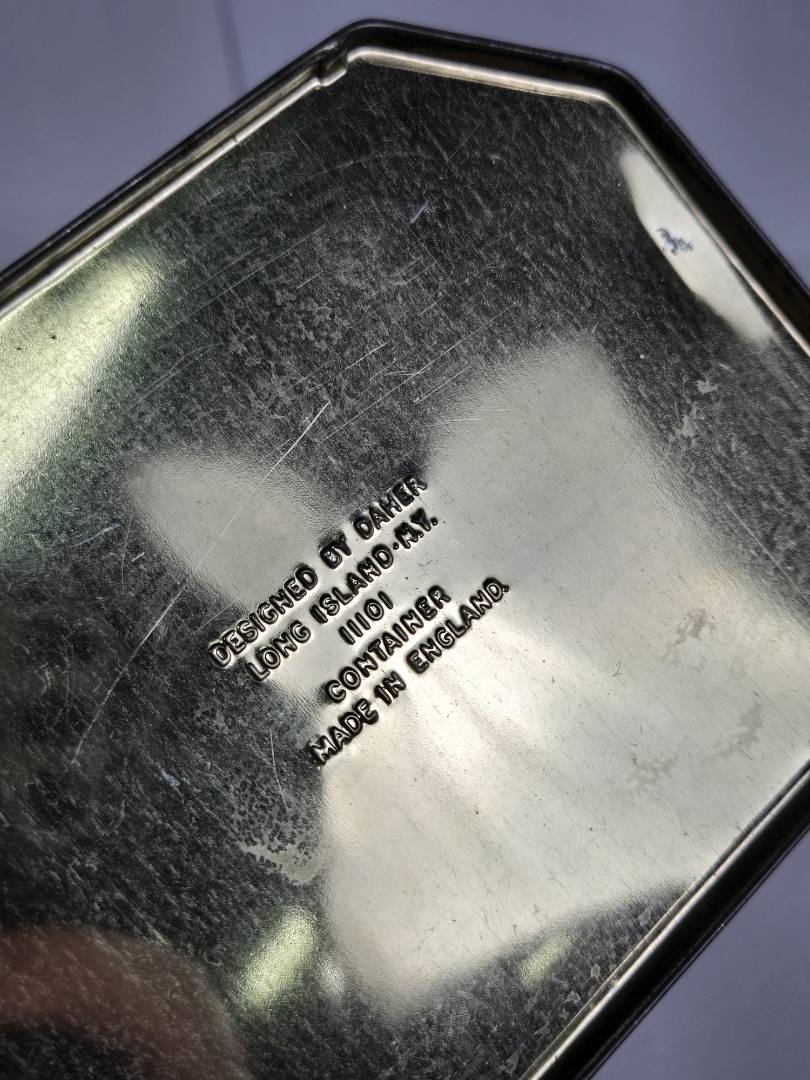 DESIGNED BY DAHER
LONG ISLAND·N.Y.
11101
CONTAINER
MADE IN ENGLAND.